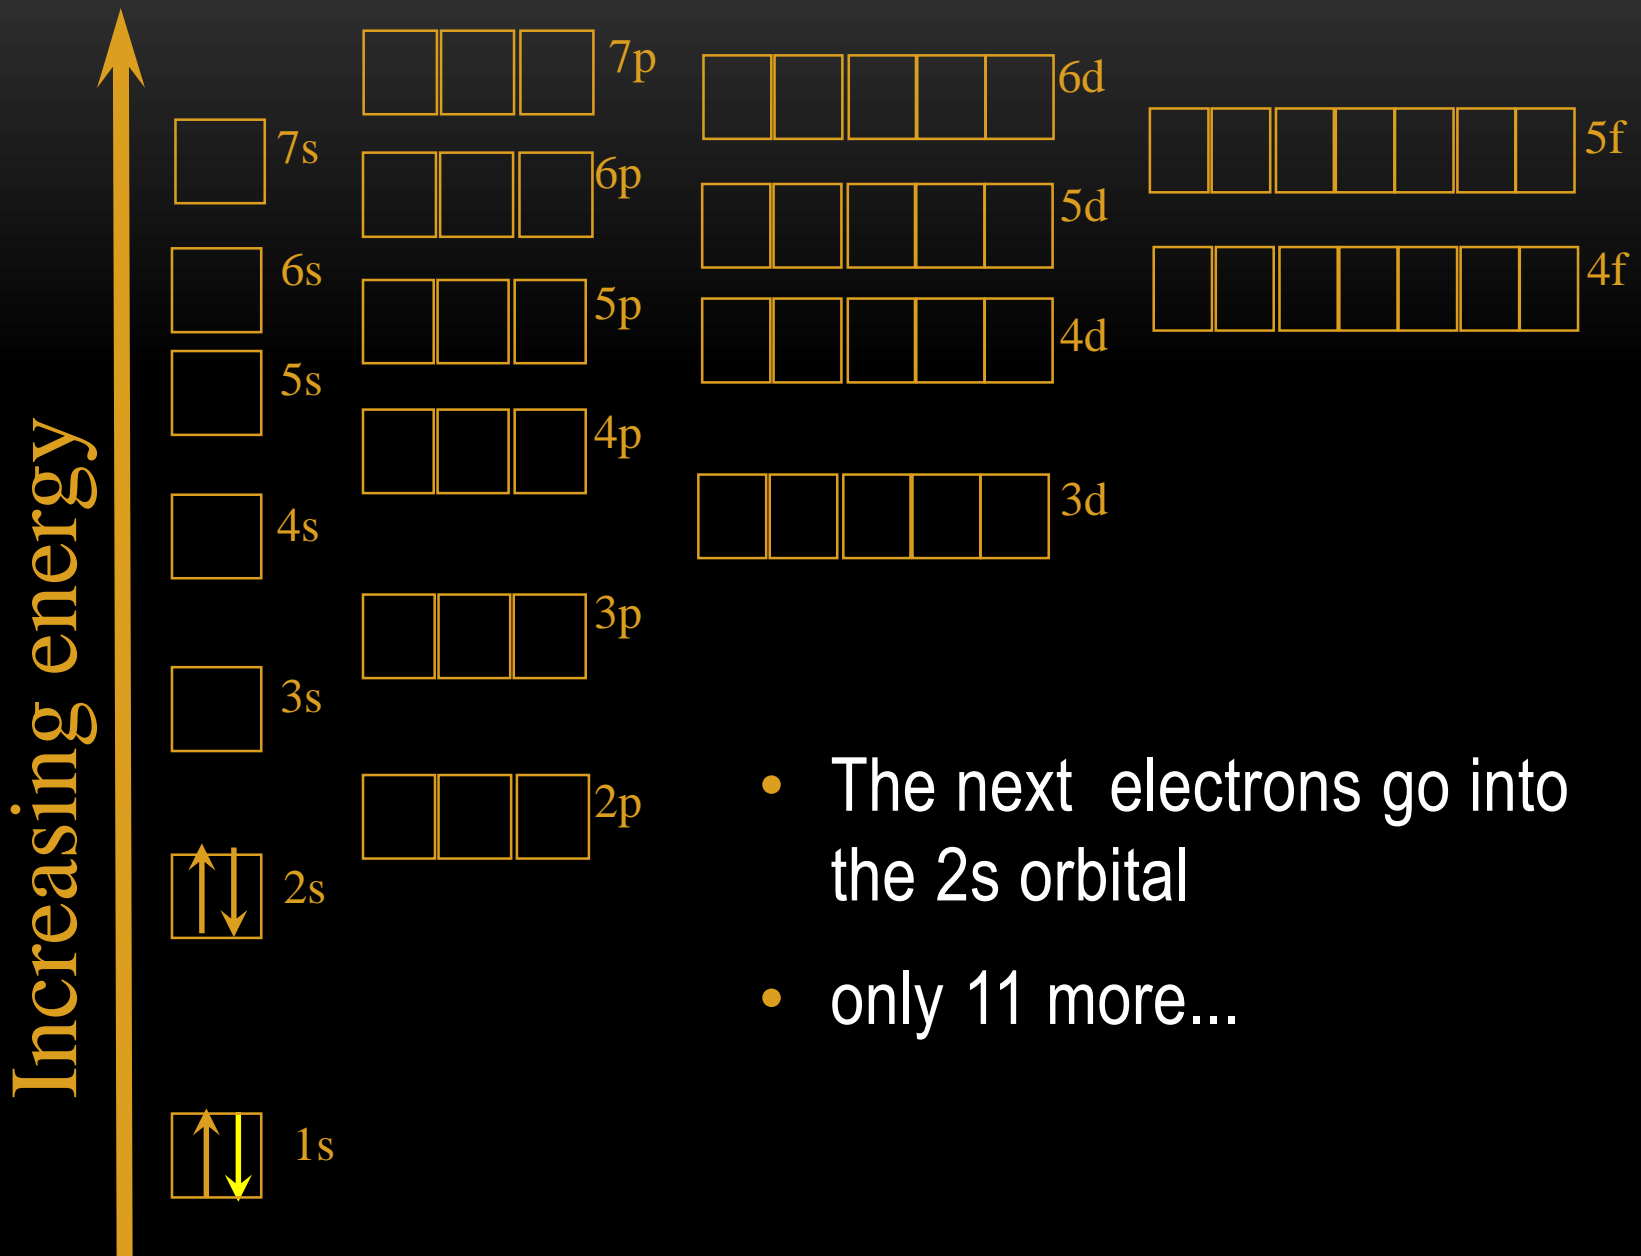 7p
6d
7s
5f
6p
5d
6s
4f
5p
4d
5s
4p
3d
4s
3p
3s
2p
2s
1s
Increasing energy
• The next  electrons go into
the 2s orbital
• only 11 more...